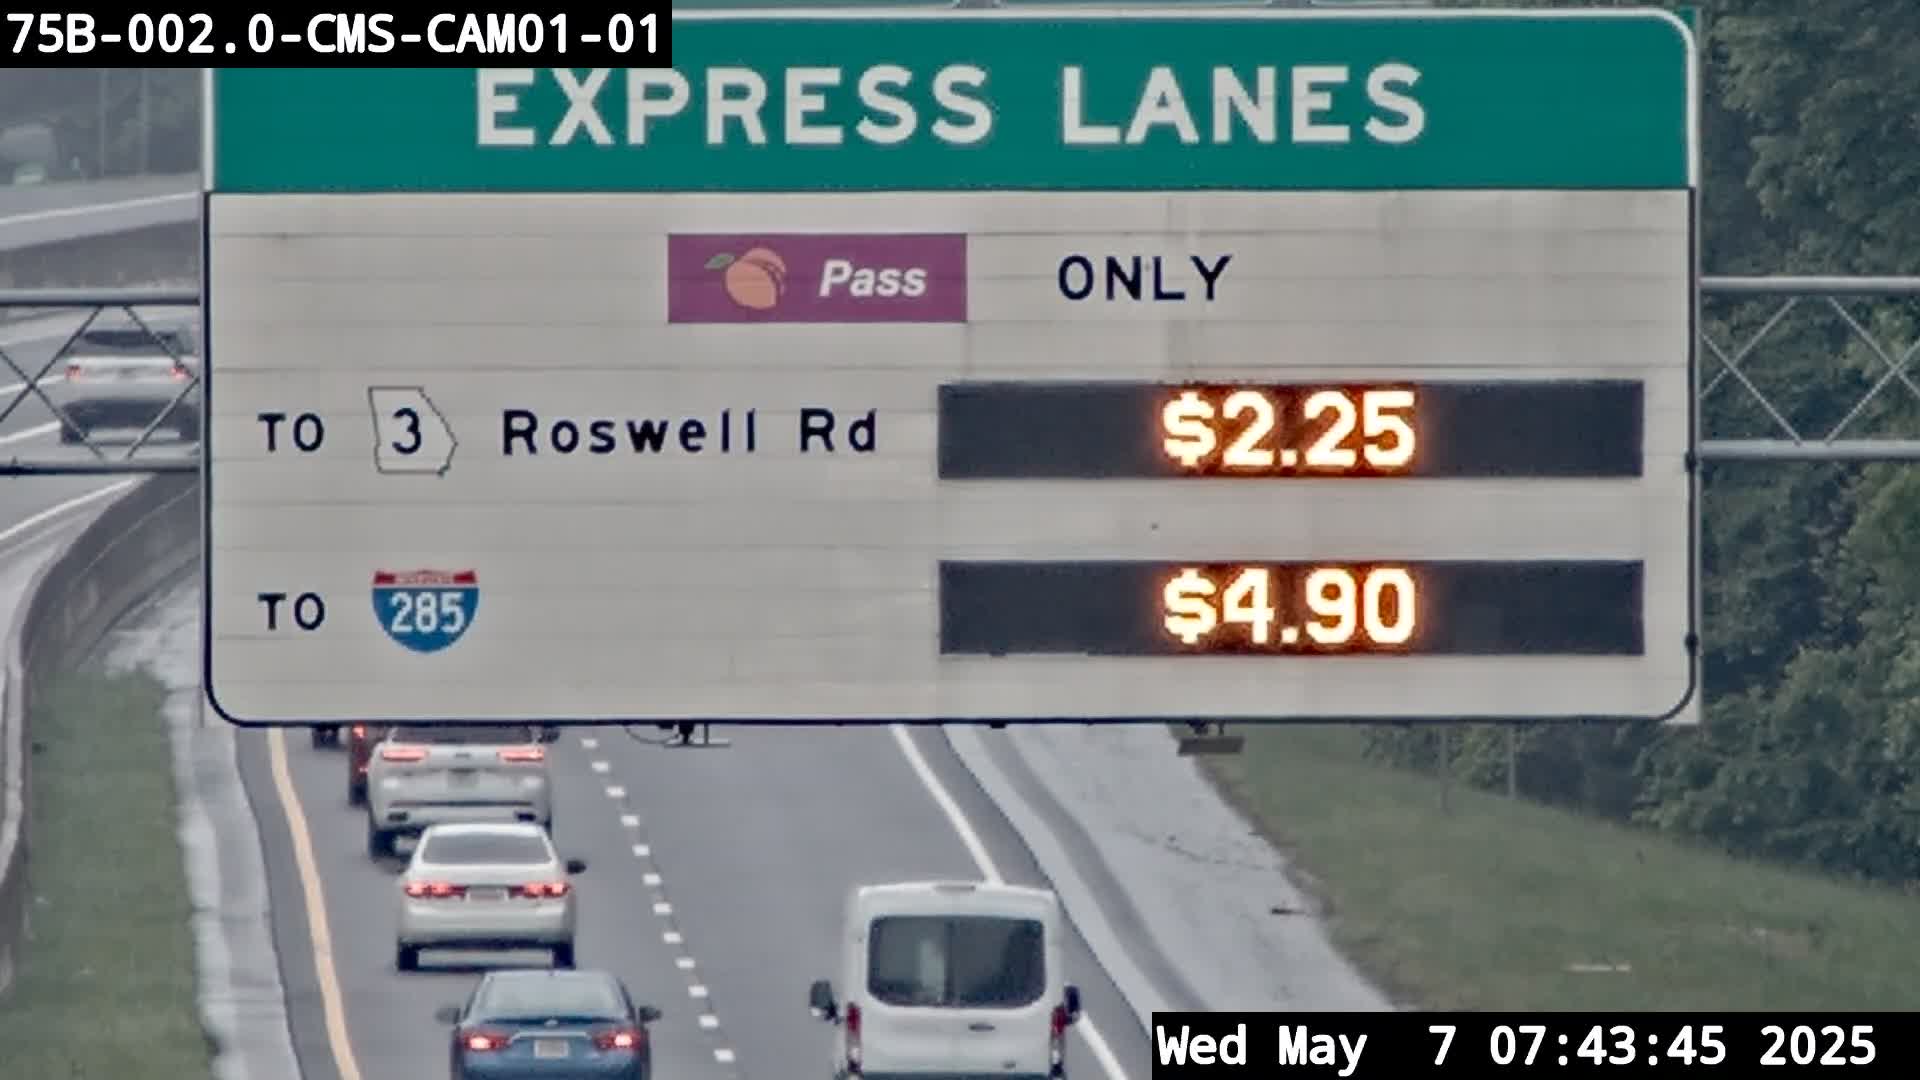 75B-002.0-CMS-CAM01-01
EXPRESS LANES
Pass ONLY
TO 3 Roswell Rd $2.25
TO 285 $4.90
Wed May 7 07:43:45 2025